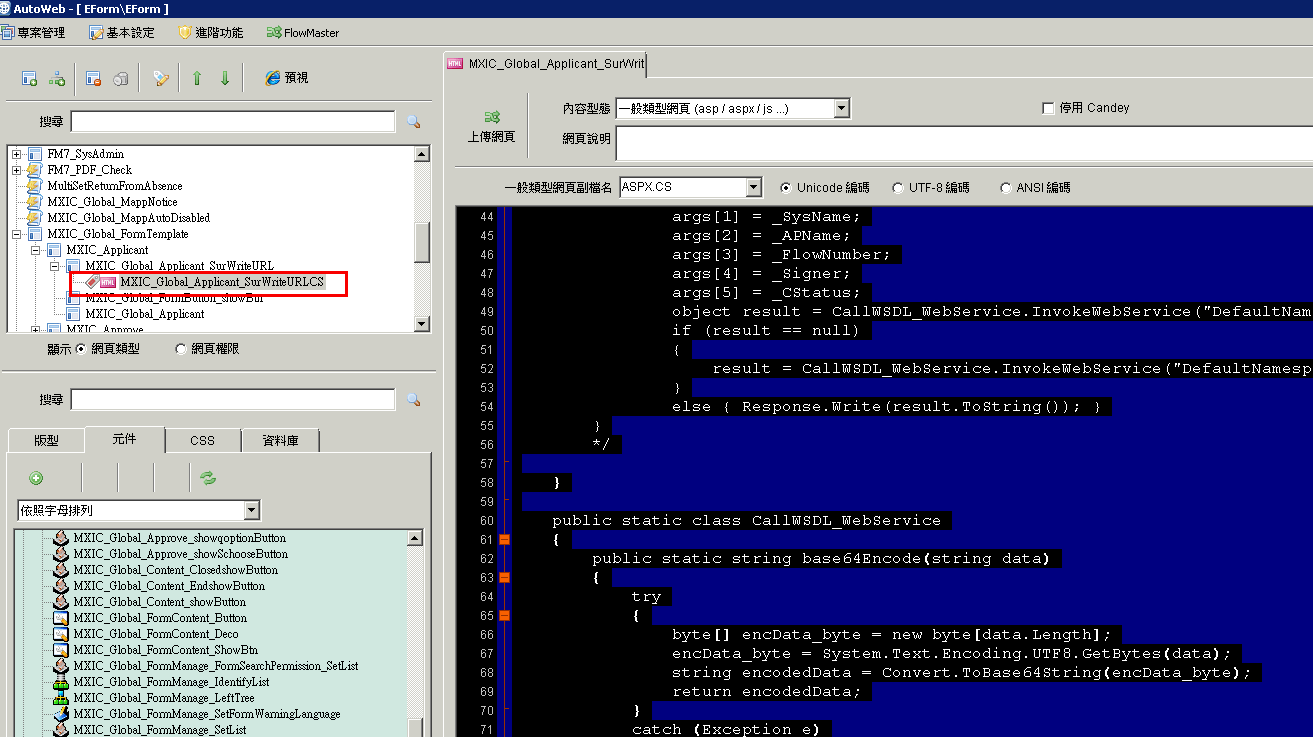 AutoWeb - [ EForm\EForm ]
專案管理 基本設定 進階功能 FlowMaster
預視
搜尋
FM7_SysAdmin
FM7_PDF_Check
MultiSetReturnFromAbsence
MXIC_Global_MappNotice
MXIC_Global_MappAutoDisabled
MXIC_Global_FormTemplate
MXIC_Applicant
MXIC_Global_Applicant_SurWriteURL
HTML MXIC_Global_Applicant_SurWriteURLCS
MXIC_Global_FormButton_showBtn
MXIC_Global_Applicant
MXIC_Approve
顯示 網頁類型 網頁權限
搜尋
版型 元件 CSS 資料庫
依照字母排列
MXIC_Global_Approve_showqoptionButton
MXIC_Global_Approve_showSchooseButton
MXIC_Global_Content_ClosedshowButton
MXIC_Global_Content_EndshowButton
MXIC_Global_Content_showButton
MXIC_Global_FormContent_Button
MXIC_Global_FormContent_Deco
MXIC_Global_FormContent_ShowBtn
MXIC_Global_FormManage_FormSearchPermission_SetList
MXIC_Global_FormManage_IdentifyList
MXIC_Global_FormManage_LeftTree
MXIC_Global_FormManage_SetFormWarningLanguage
MXIC_Global_FormManage_SetList
HTML MXIC_Global_Applicant_SurWrit
上傳網頁
內容型態 一般類型網頁 (asp / aspx / js ...) 停用 Candey
網頁說明
一般類型網頁副檔名 ASPX.CS Unicode 編碼 UTF-8 編碼 ANSI 編碼
44 args[1] = _SysName;
45 args[2] = _APName;
46 args[3] = _FlowNumber;
47 args[4] = _Signer;
48 args[5] = _CStatus;
49 object result = CallWSDL_WebService.InvokeWebService("DefaultNam
50 if (result == null)
51 {
52 result = CallWSDL_WebService.InvokeWebService("DefaultNamesp
53 }
54 else { Response.Write(result.ToString()); }
55 }
56 */
57
58 }
59
60 public static class CallWSDL_WebService
61 {
62 public static string base64Encode(string data)
63 {
64 try
65 {
66 byte[] encData_byte = new byte[data.Length];
67 encData_byte = System.Text.Encoding.UTF8.GetBytes(data);
68 string encodedData = Convert.ToBase64String(encData_byte);
69 return encodedData;
70 }
71 catch (Exception e)